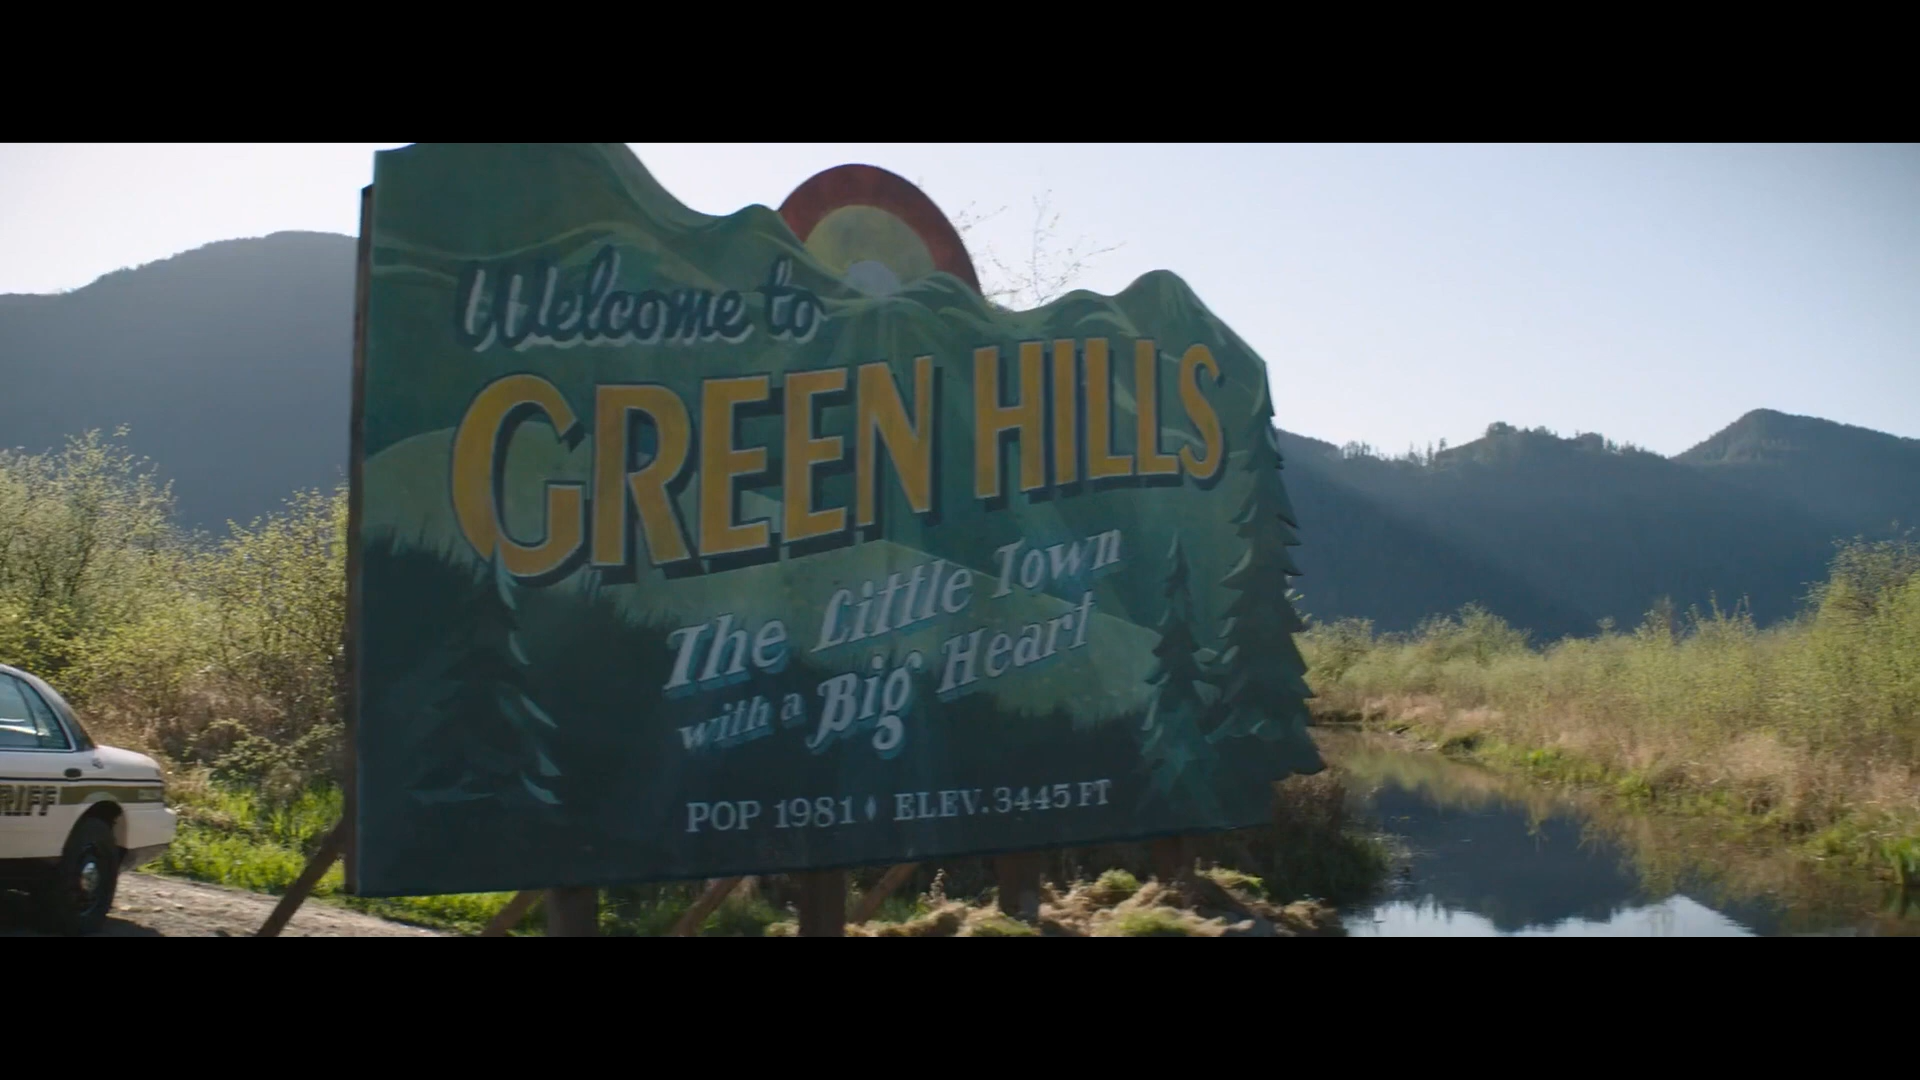 Welcome to
GREEN HILLS
The Little Town
with a Big Heart
POP 1981 ♦ ELEV. 3445 FT
RIFF